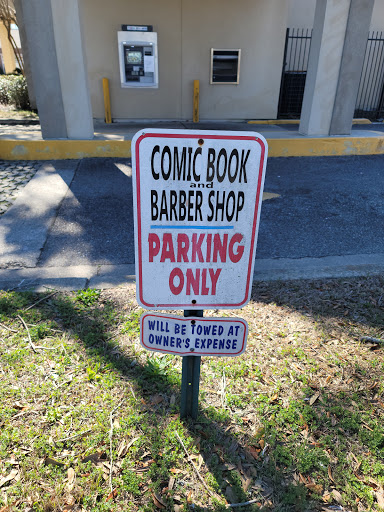 COMIC BOOK
and
BARBER SHOP
PARKING
ONLY
WILL BE TOWED AT
OWNER'S EXPENSE